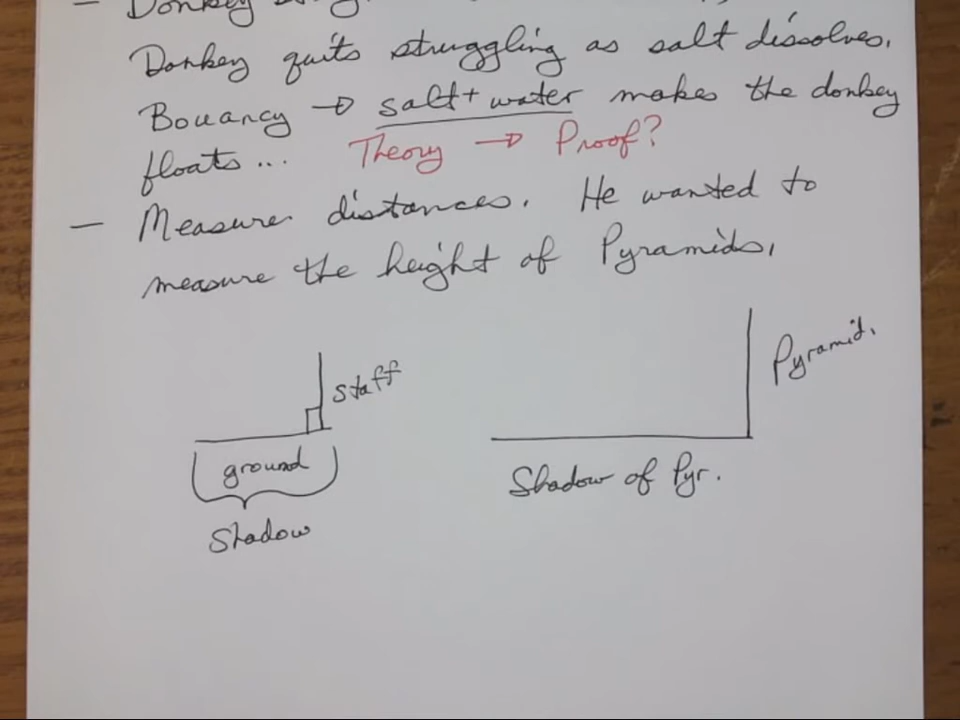 - Donkey
Donkey quits struggling as salt dissolves.
Bouancy → salt + water makes the donkey
floats... Theory → Proof?
- Measure distances. He wanted to
measure the height of Pyramids,
staff
Pyramid.
ground
Shadow of Pyr.
Shadow